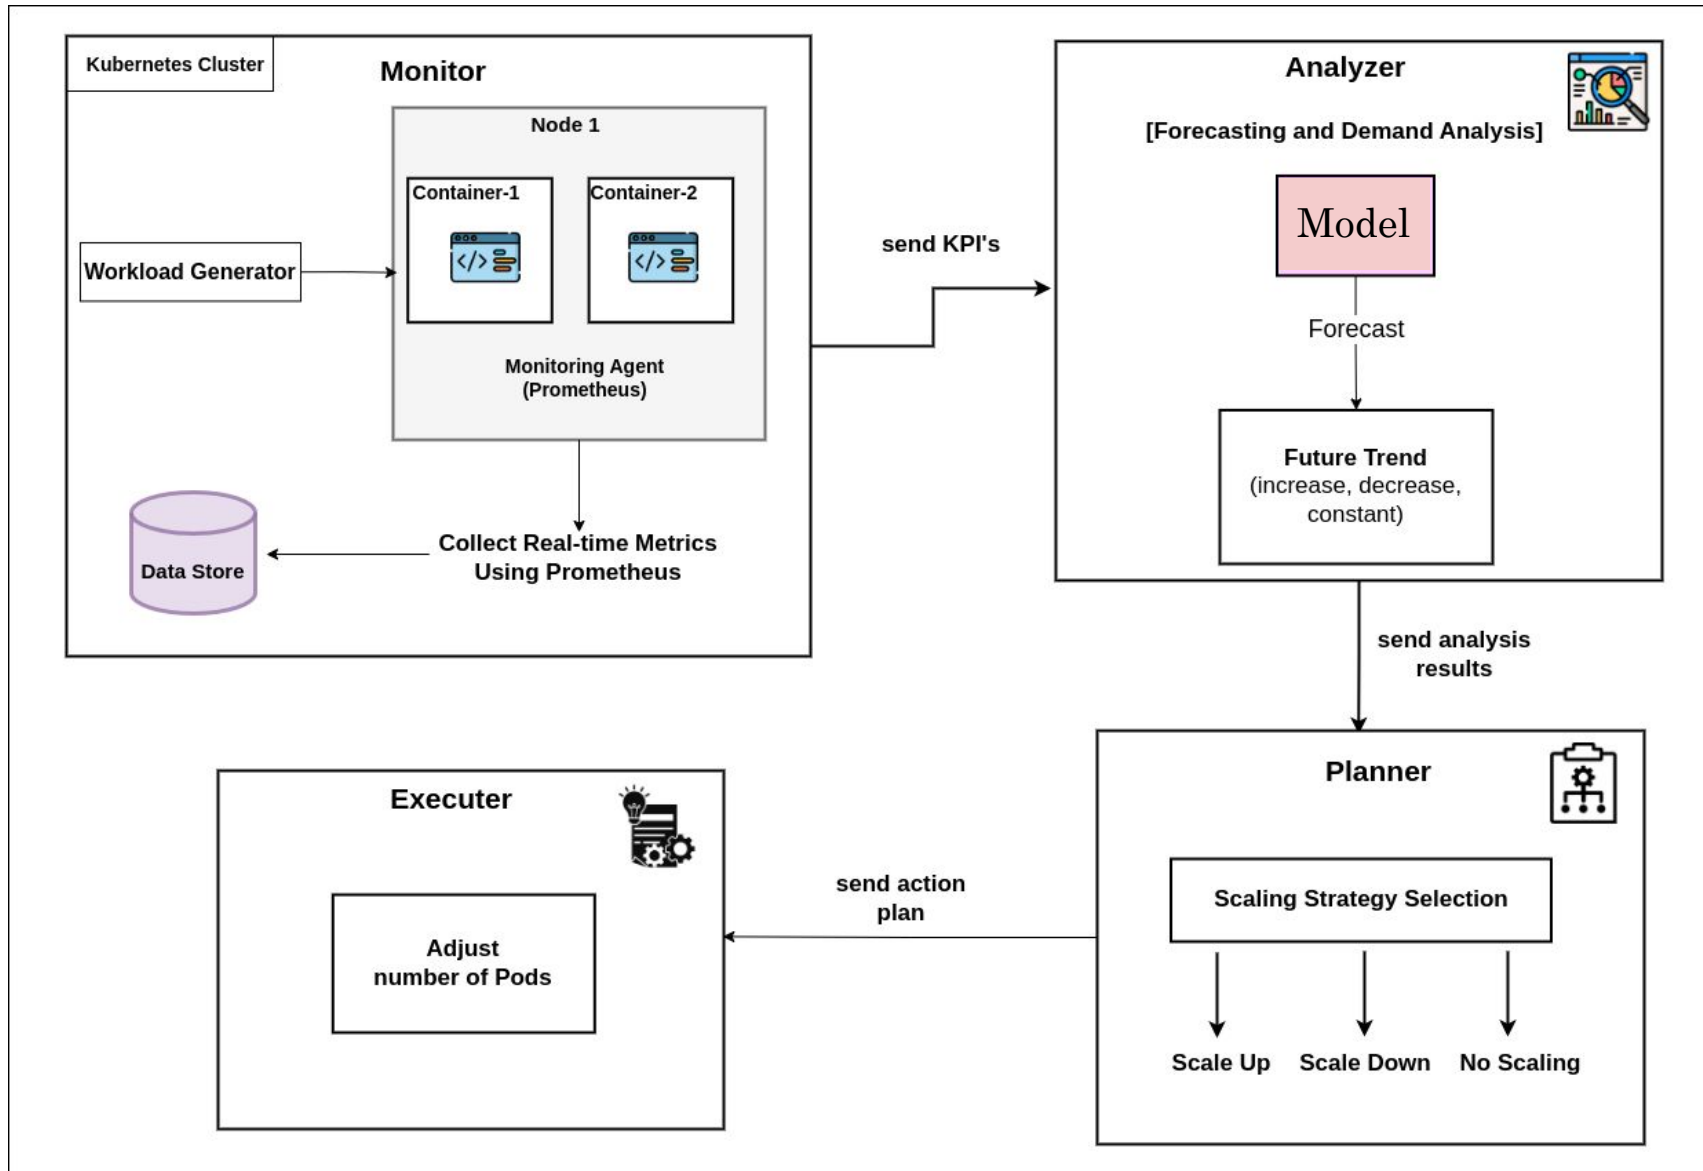 Kubernetes Cluster
Monitor
Node 1
Container-1
Container-2
Workload Generator
Monitoring Agent
(Prometheus)
Collect Real-time Metrics
Using Prometheus
Data Store
send KPI's
Analyzer
[Forecasting and Demand Analysis]
Model
Forecast
Future Trend
(increase, decrease,
constant)
send analysis
results
Planner
Scaling Strategy Selection
Scale Up
Scale Down
No Scaling
send action
plan
Executer
Adjust
number of Pods